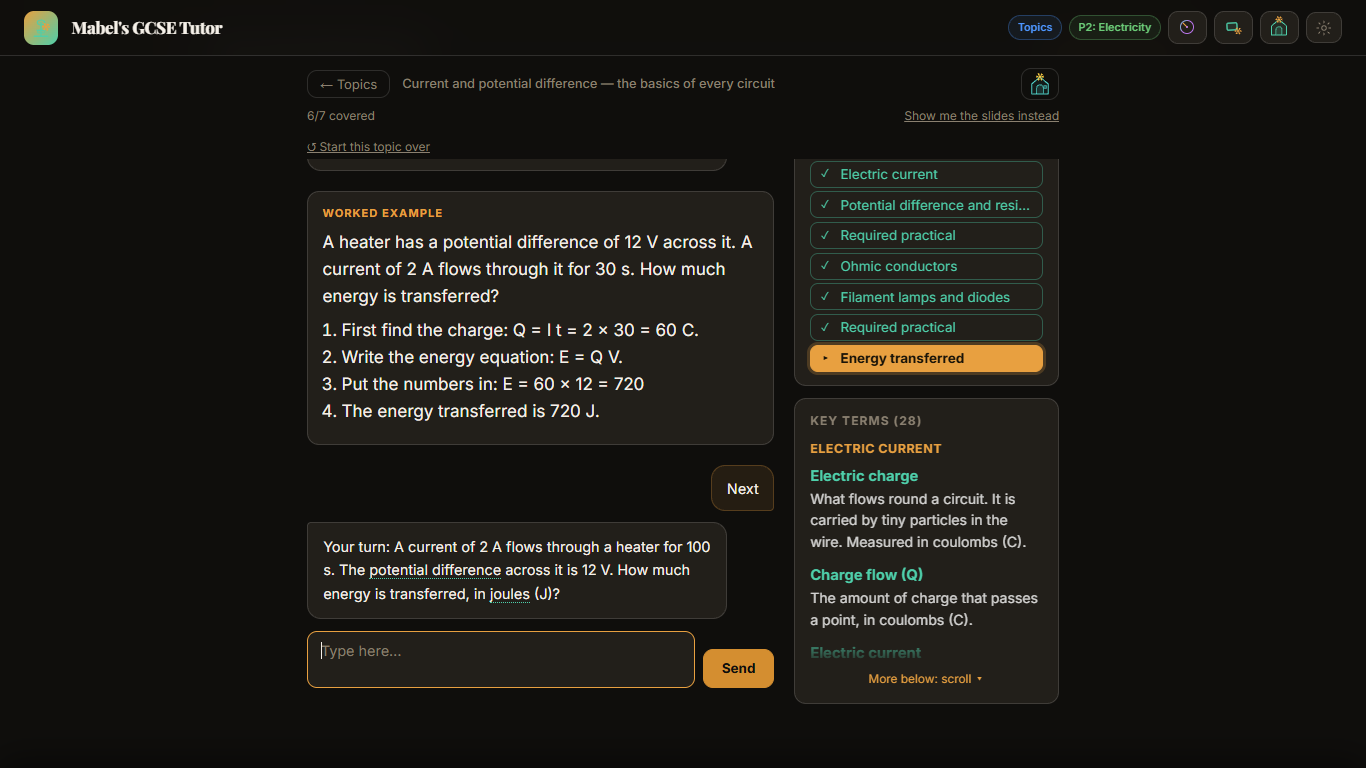 Mabel's GCSE Tutor
Topics
P2: Electricity
← Topics
Current and potential difference — the basics of every circuit
6/7 covered
Show me the slides instead
↺ Start this topic over
WORKED EXAMPLE
A heater has a potential difference of 12 V across it. A
current of 2 A flows through it for 30 s. How much
energy is transferred?
1. First find the charge: Q = I t = 2 × 30 = 60 C.
2. Write the energy equation: E = Q V.
3. Put the numbers in: E = 60 × 12 = 720
4. The energy transferred is 720 J.
Next
Your turn: A current of 2 A flows through a heater for 100
s. The potential difference across it is 12 V. How much
energy is transferred, in joules (J)?
Type here...
Send
✓ Electric current
✓ Potential difference and resi...
✓ Required practical
✓ Ohmic conductors
✓ Filament lamps and diodes
✓ Required practical
▸ Energy transferred
KEY TERMS (28)
ELECTRIC CURRENT
Electric charge
What flows round a circuit. It is
carried by tiny particles in the
wire. Measured in coulombs (C).
Charge flow (Q)
The amount of charge that passes
a point, in coulombs (C).
Electric current
More below: scroll ▾